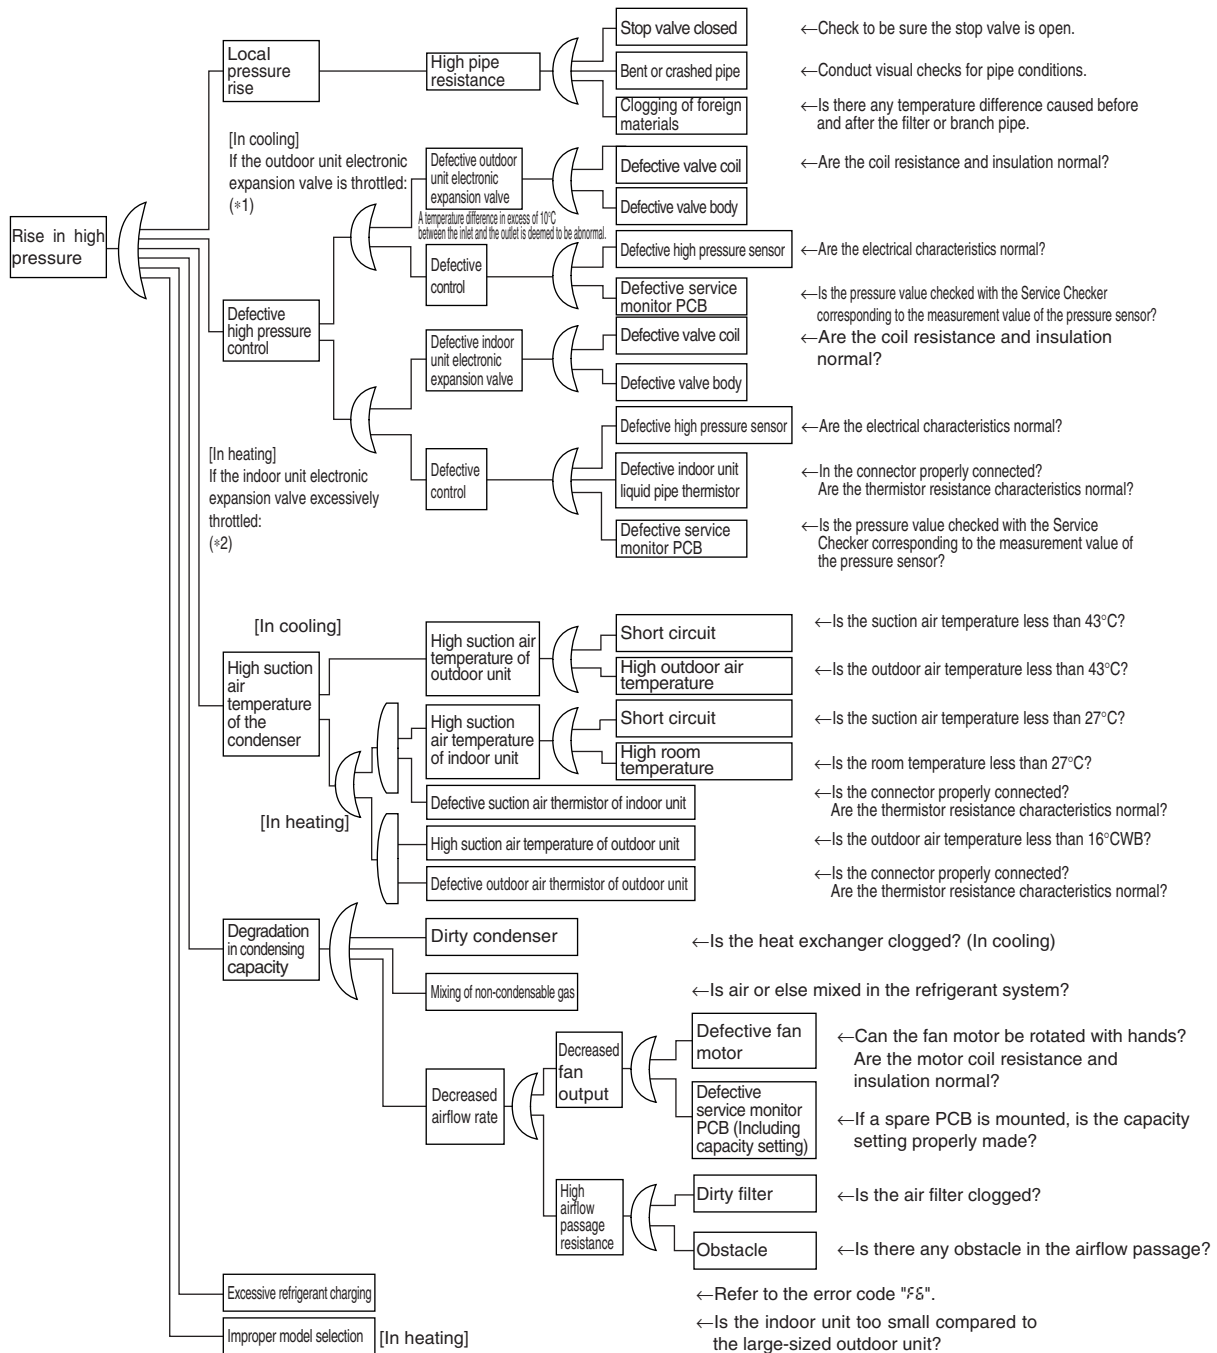 Rise in high
pressure
Local
pressure
rise
High pipe
resistance
Stop valve closed
←Check to be sure the stop valve is open.
Bent or crashed pipe
←Conduct visual checks for pipe conditions.
Clogging of foreign
materials
←Is there any temperature difference caused before
and after the filter or branch pipe.
[In cooling]
If the outdoor unit electronic
expansion valve is throttled:
(*1)
Defective
high pressure
control
Defective outdoor
unit electronic
expansion valve
A temperature difference in excess of 10°C
between the inlet and the outlet is deemed to be abnormal.
Defective valve coil
←Are the coil resistance and insulation normal?
Defective valve body
Defective
control
Defective high pressure sensor
←Are the electrical characteristics normal?
Defective service
monitor PCB
←Is the pressure value checked with the Service Checker
corresponding to the measurement value of the pressure sensor?
Defective indoor
unit electronic
expansion valve
Defective valve coil
←Are the coil resistance and insulation
normal?
Defective valve body
[In heating]
If the indoor unit electronic
expansion valve excessively
throttled:
(*2)
Defective
control
Defective high pressure sensor
←Are the electrical characteristics normal?
Defective indoor unit
liquid pipe thermistor
←In the connector properly connected?
Are the thermistor resistance characteristics normal?
Defective service
monitor PCB
←Is the pressure value checked with the Service
Checker corresponding to the measurement value of
the pressure sensor?
[In cooling]
High suction
air
temperature
of the
condenser
High suction air
temperature of
outdoor unit
Short circuit
←Is the suction air temperature less than 43°C?
High outdoor air
temperature
←Is the outdoor air temperature less than 43°C?
High suction
air temperature
of indoor unit
Short circuit
←Is the suction air temperature less than 27°C?
High room
temperature
←Is the room temperature less than 27°C?
[In heating]
Defective suction air thermistor of indoor unit
←Is the connector properly connected?
Are the thermistor resistance characteristics normal?
High suction air temperature of outdoor unit
←Is the outdoor air temperature less than 16°CWB?
Defective outdoor air thermistor of outdoor unit
←Is the connector properly connected?
Are the thermistor resistance characteristics normal?
Degradation
in condensing
capacity
Dirty condenser
←Is the heat exchanger clogged? (In cooling)
Mixing of non-condensable gas
←Is air or else mixed in the refrigerant system?
Decreased
airflow rate
Decreased
fan
output
Defective fan
motor
←Can the fan motor be rotated with hands?
Are the motor coil resistance and
insulation normal?
Defective
service monitor
PCB (Including
capacity setting)
←If a spare PCB is mounted, is the capacity
setting properly made?
High
airflow
passage
resistance
Dirty filter
←Is the air filter clogged?
Obstacle
←Is there any obstacle in the airflow passage?
Excessive refrigerant charging
←Refer to the error code "F6".
Improper model selection
[In heating]
←Is the indoor unit too small compared to
the large-sized outdoor unit?